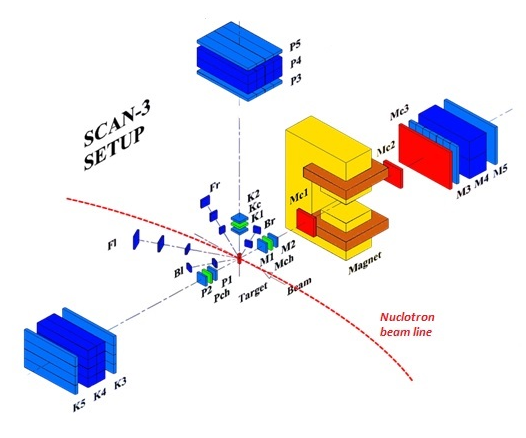 P5
P4
P3
SCAN-3
SETUP
Mc3
Mc2
Mc1
M3
M4
M5
Fr
K2
Kc
K1
Br
Fl
Bl
M2
Mch
M1
Magnet
P1
Pch
P2
Target
Beam
Nuclotron
beam line
K5
K4
K3